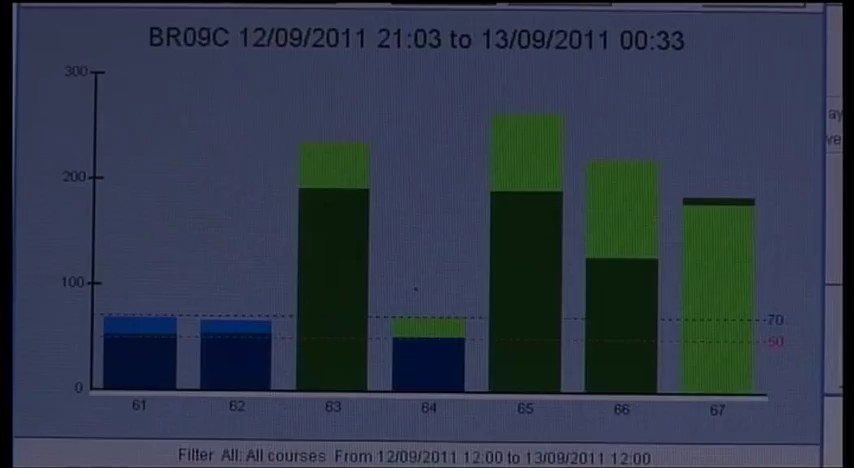 BR09C 12/09/2011 21:03 to 13/09/2011 00:33
300
200
100
0
70
50
61 62 63 64 65 66 67
Filter All: All courses From 12/09/2011 12:00 to 13/09/2011 12:00
ay
ve